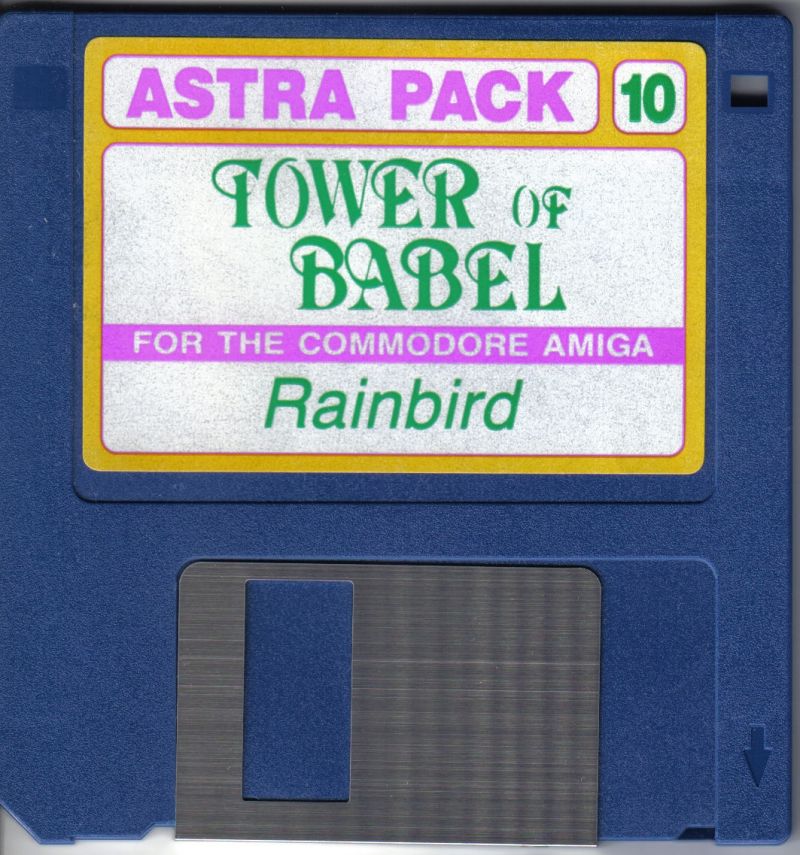 ASTRA PACK 10
TOWER OF
BABEL
FOR THE COMMODORE AMIGA
Rainbird